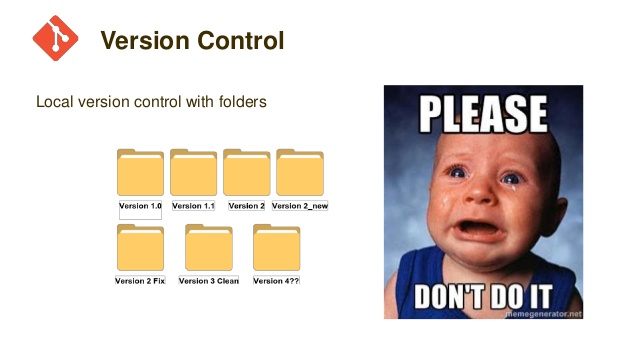 Version Control
Local version control with folders
Version 1.0
Version 1.1
Version 2
Version 2_new
Version 2 Fix
Version 3 Clean
Version 4??
PLEASE
DON'T DO IT
memegenerator.net